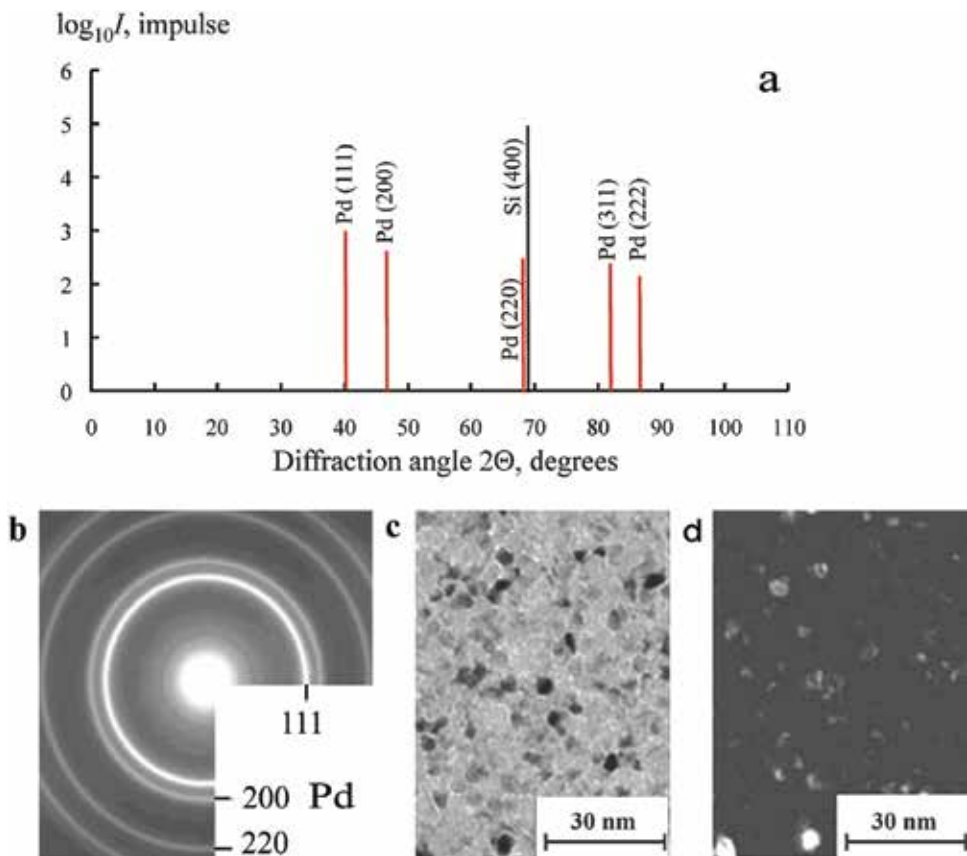 log₁₀I, impulse
a
6
5
4
3
2
1
0
Pd (111)
Pd (200)
Pd (220)
Si (400)
Pd (311)
Pd (222)
0 10 20 30 40 50 60 70 80 90 100 110
Diffraction angle 2Θ, degrees
b
111
200 Pd
220
c
30 nm
d
30 nm